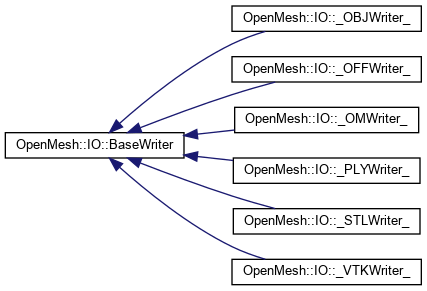 OpenMesh::IO::_OBJWriter_
OpenMesh::IO::_OFFWriter_
OpenMesh::IO::_OMWriter_
OpenMesh::IO::BaseWriter
OpenMesh::IO::_PLYWriter_
OpenMesh::IO::_STLWriter_
OpenMesh::IO::_VTKWriter_